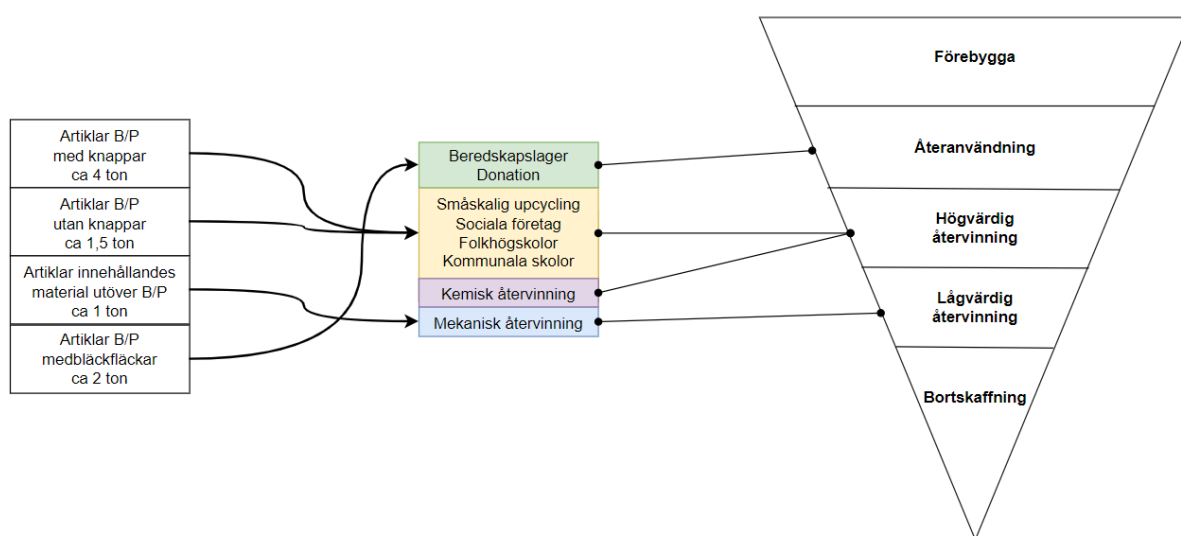 Artiklar B/P
med knappar
ca 4 ton
Artiklar B/P
utan knappar
ca 1,5 ton
Artiklar innehållandes
material utöver B/P
ca 1 ton
Artiklar B/P
medbläckfläckar
ca 2 ton
Beredskapslager
Donation
Småskalig upcycling
Sociala företag
Folkhögskolor
Kommunala skolor
Kemisk återvinning
Mekanisk återvinning
Förebygga
Återanvändning
Högvärdig
återvinning
Lågvärdig
återvinning
Bortskaffning